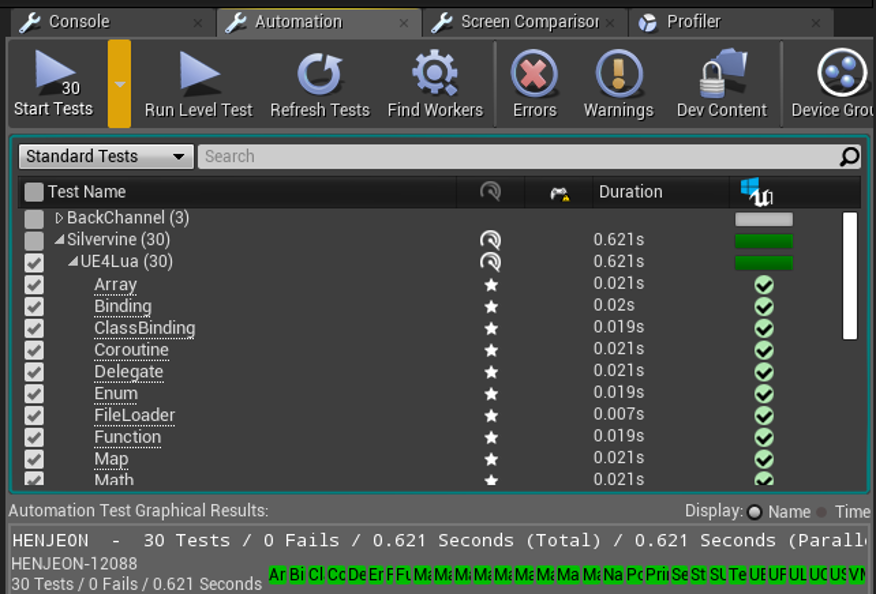 Console
Automation
Screen Comparisor
Profiler
30
Start Tests
Run Level Test
Refresh Tests
Find Workers
Errors
Warnings
Dev Content
Device Grou
Standard Tests
Search
Test Name
Duration
BackChannel (3)
Silvervine (30) 0.621s
UE4Lua (30) 0.621s
Array 0.021s
Binding 0.02s
ClassBinding 0.019s
Coroutine 0.021s
Delegate 0.021s
Enum 0.019s
FileLoader 0.007s
Function 0.019s
Map 0.021s
Math 0.021s
Automation Test Graphical Results: Display: Name Time
HENJEON - 30 Tests / 0 Fails / 0.621 Seconds (Total) / 0.621 Seconds (Paralle
HENJEON-12088
30 Tests / 0 Fails / 0.621 Seconds Ar Bi Cl Co De Er F Fu Ma Ma Ma Ma Ma Ma Ma Ma Na Po Pri Se St SU Te UE UF UL UO US VM